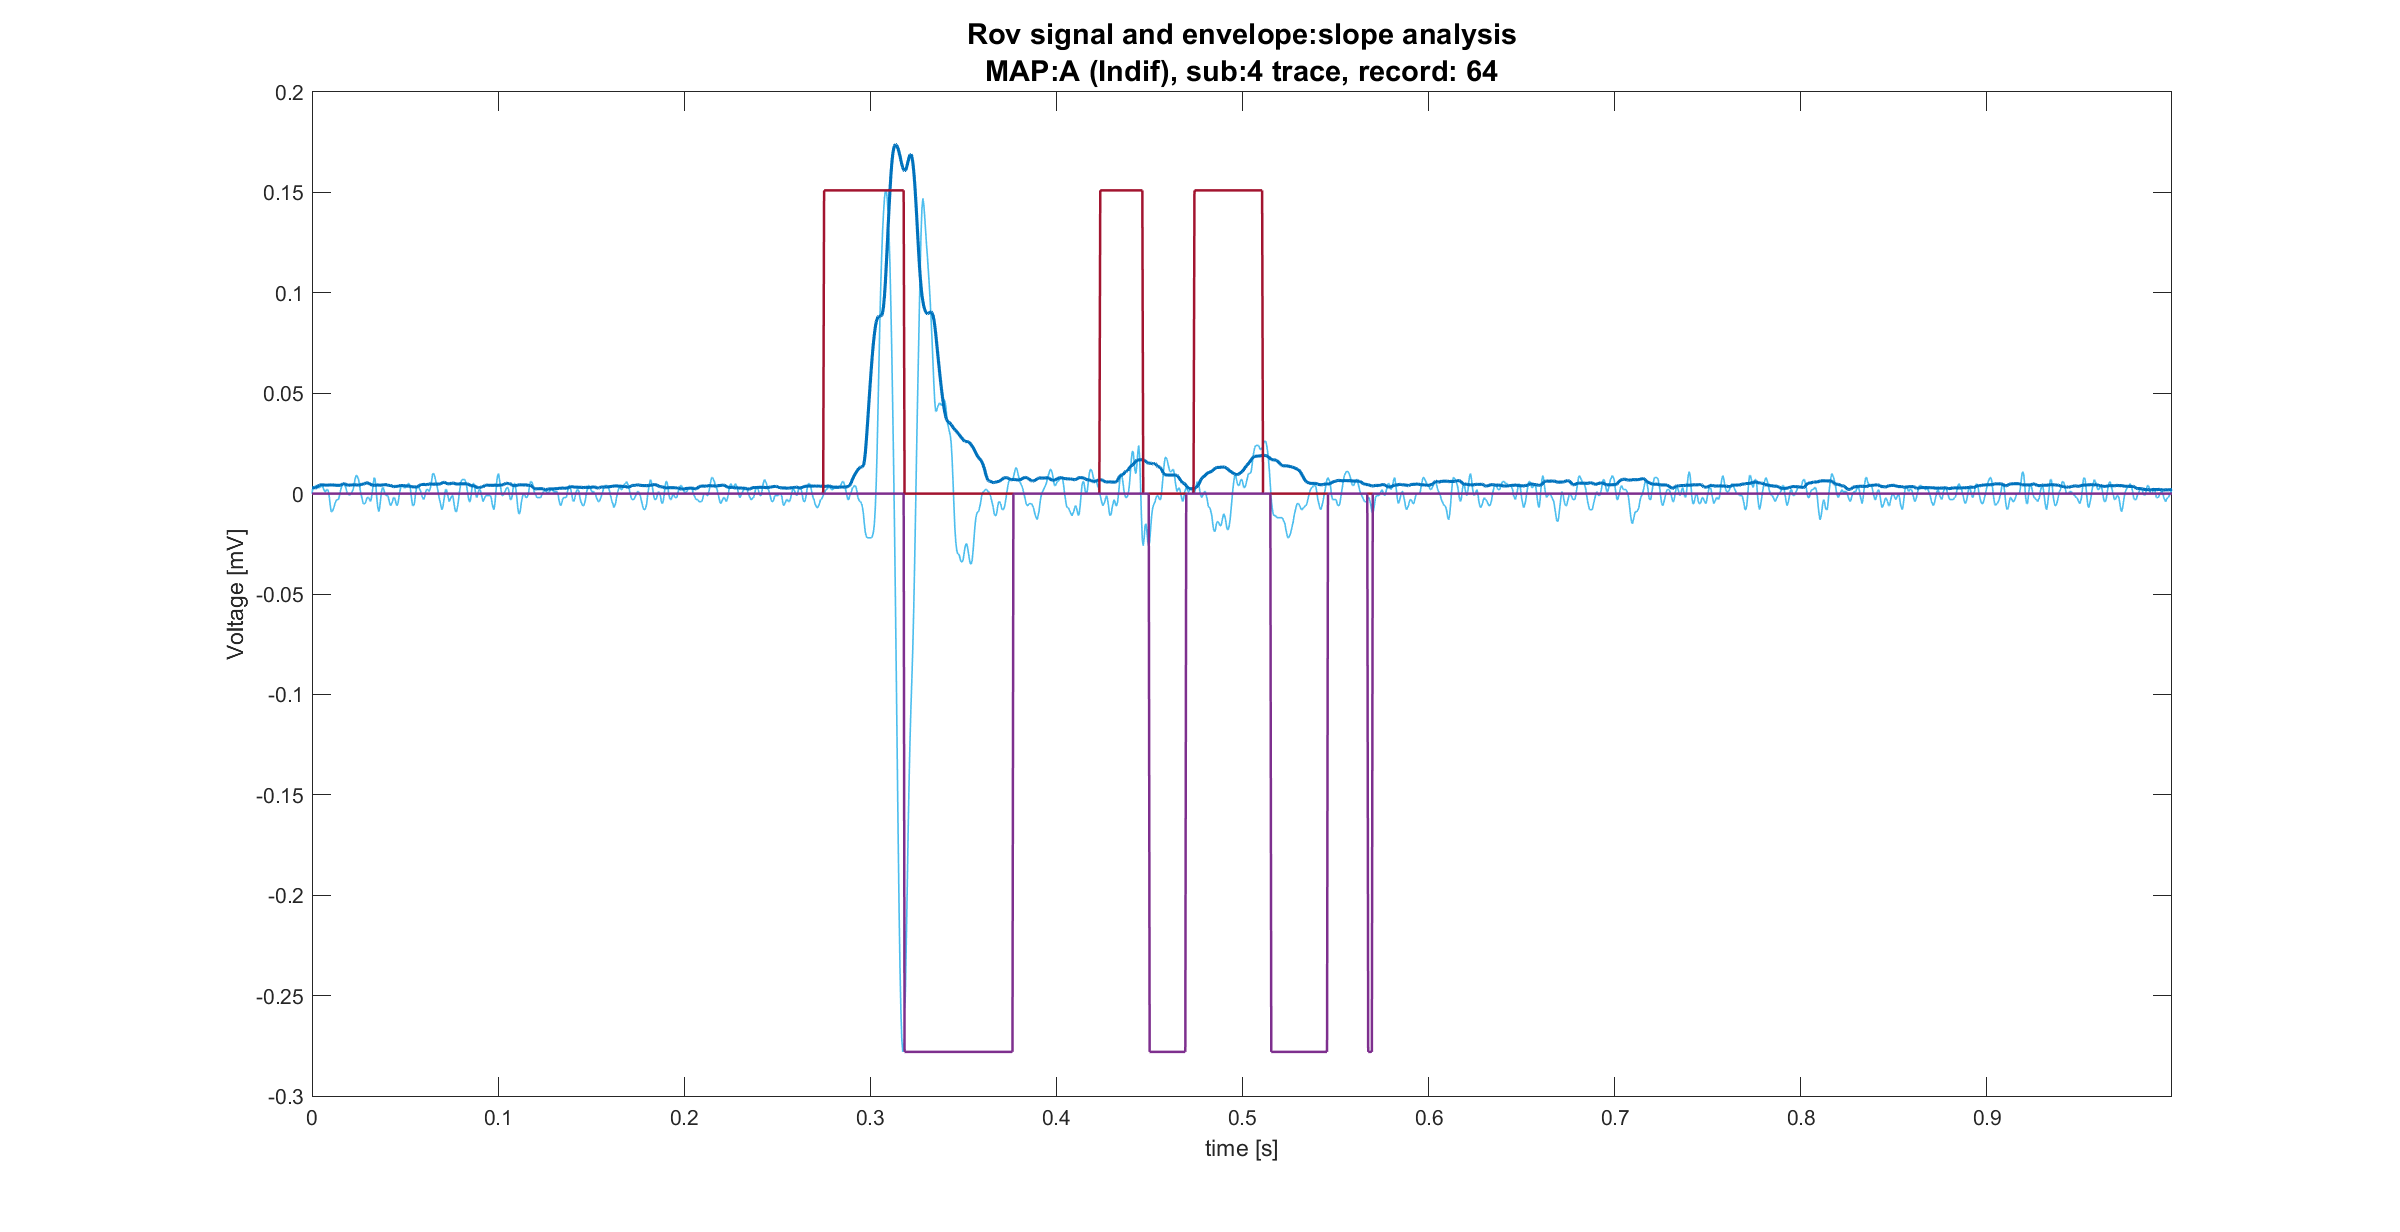 Rov signal and envelope:slope analysis
MAP:A (Indif), sub:4 trace, record: 64
0.2
0.15
0.1
0.05
0
-0.05
-0.1
-0.15
-0.2
-0.25
-0.3
Voltage [mV]
0 0.1 0.2 0.3 0.4 0.5 0.6 0.7 0.8 0.9
time [s]